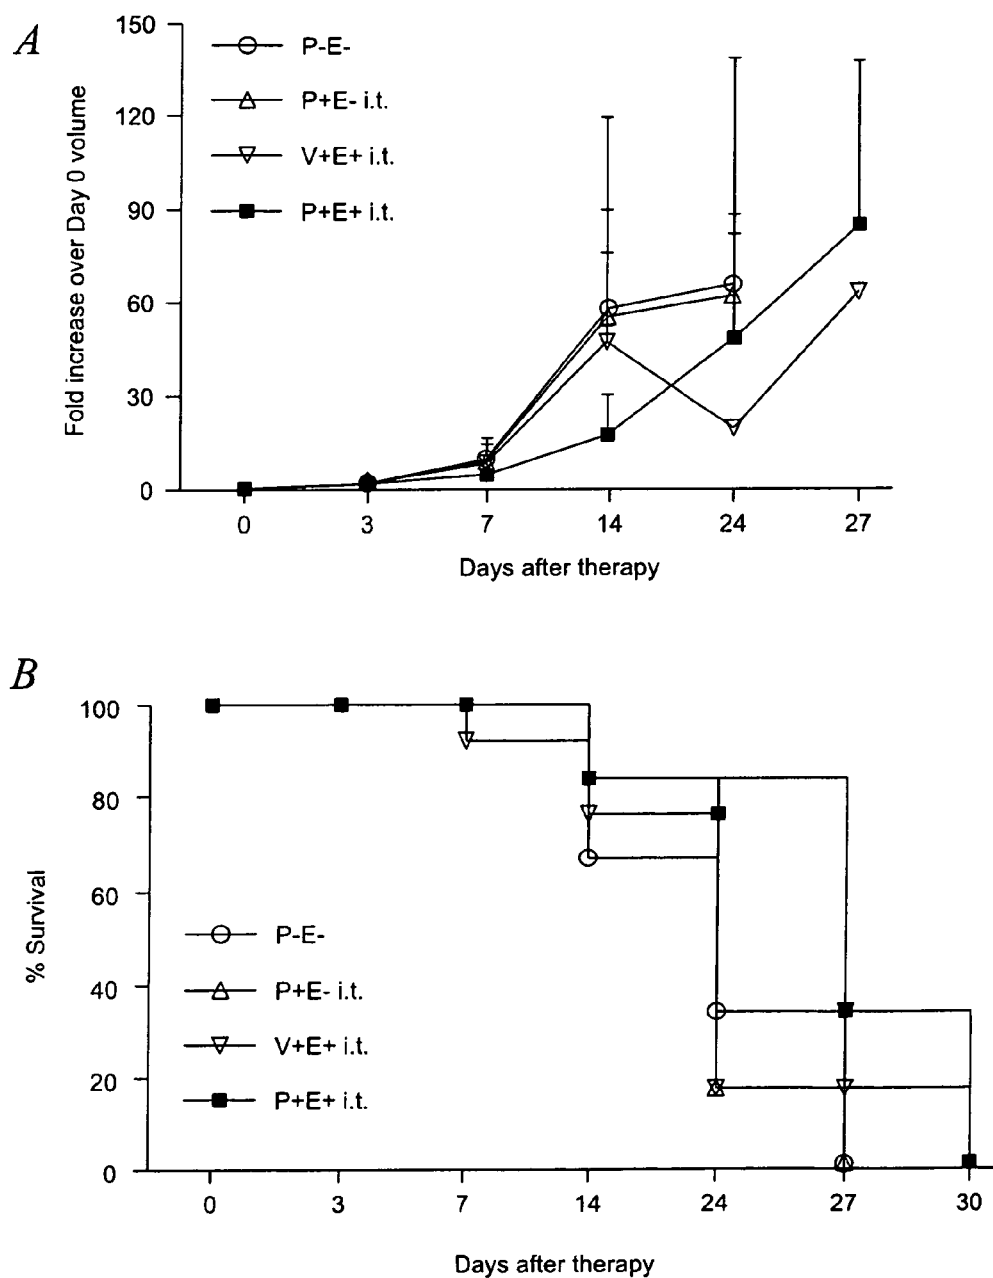 A
150
120
90
60
30
0
Fold increase over Day 0 volume
P-E-
P+E- i.t.
V+E+ i.t.
P+E+ i.t.
0 3 7 14 24 27
Days after therapy
B
100
80
60
40
20
0
% Survival
P-E-
P+E- i.t.
V+E+ i.t.
P+E+ i.t.
0 3 7 14 24 27 30
Days after therapy